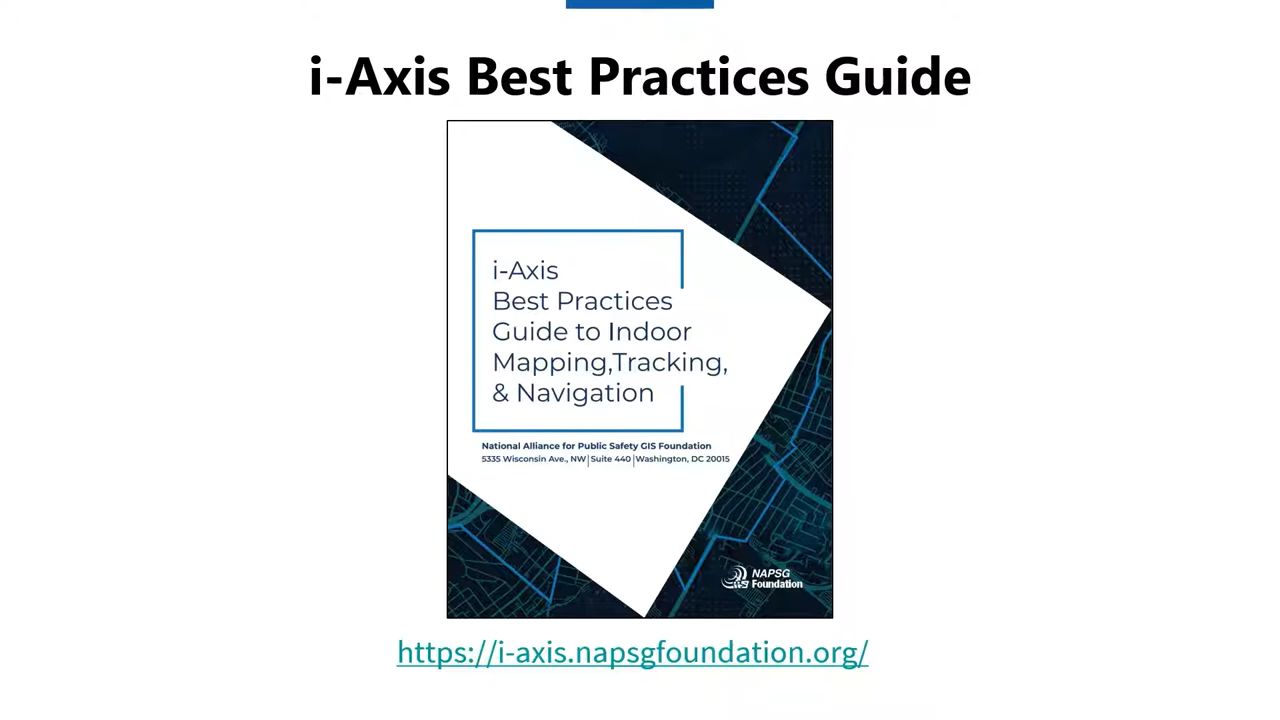 i-Axis Best Practices Guide
i-Axis
Best Practices
Guide to Indoor
Mapping,Tracking,
& Navigation
National Alliance for Public Safety GIS Foundation
5335 Wisconsin Ave., NW|Suite 440|Washington, DC 20015
NAPSG
Foundation
https://i-axis.napsgfoundation.org/